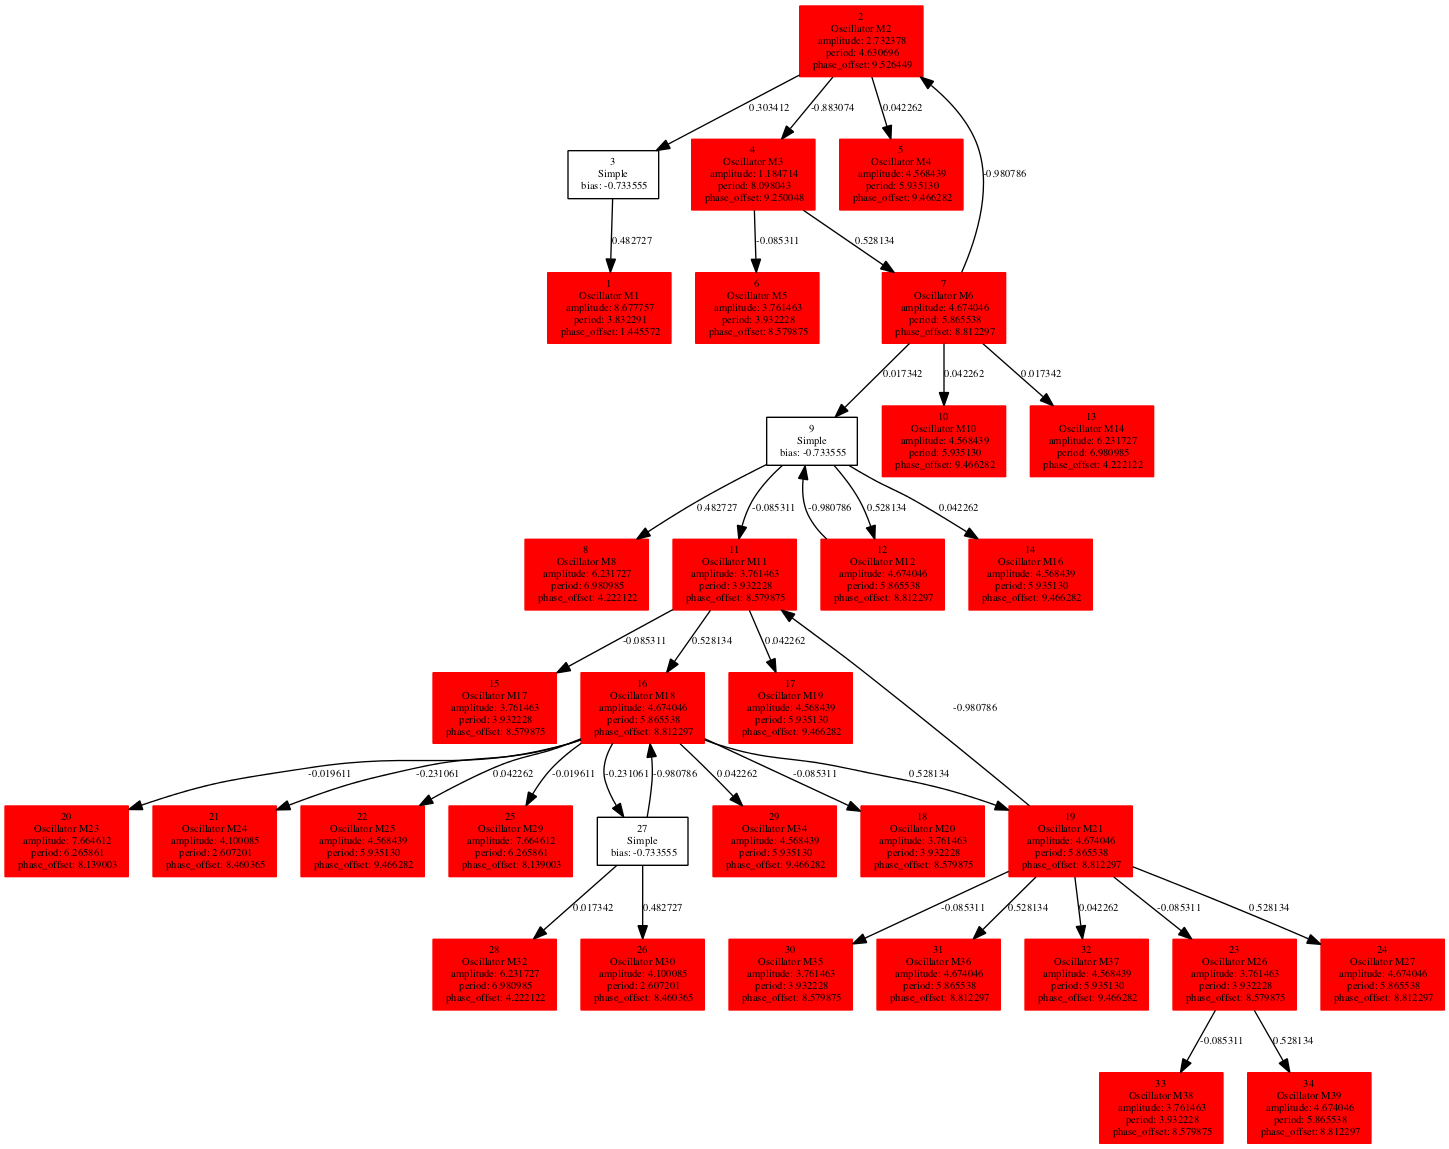 2
Oscillator M2
amplitude: 2.732378
period: 4.630696
phase_offset: 9.526449
0.303412
-0.883074
0.042262
3
Simple
bias: -0.733555
4
Oscillator M3
amplitude: 1.184714
period: 8.098043
phase_offset: 9.250048
5
Oscillator M4
amplitude: 4.568439
period: 5.935130
phase_offset: 9.466282
-0.980786
0.482727
-0.085311
0.528134
1
Oscillator M1
amplitude: 8.677757
period: 3.832291
phase_offset: 1.445572
6
Oscillator M5
amplitude: 3.761463
period: 3.932228
phase_offset: 8.579875
7
Oscillator M6
amplitude: 4.674046
period: 5.865538
phase_offset: 8.812297
0.017342
0.042262
0.017342
9
Simple
bias: -0.733555
10
Oscillator M10
amplitude: 4.568439
period: 5.935130
phase_offset: 9.466282
13
Oscillator M14
amplitude: 6.231727
period: 6.980985
phase_offset: 4.222122
0.482727
-0.085311
-0.980786
0.528134
0.042262
8
Oscillator M8
amplitude: 6.231727
period: 6.980985
phase_offset: 4.222122
11
Oscillator M11
amplitude: 3.761463
period: 3.932228
phase_offset: 8.579875
12
Oscillator M12
amplitude: 4.674046
period: 5.865538
phase_offset: 8.812297
14
Oscillator M16
amplitude: 4.568439
period: 5.935130
phase_offset: 9.466282
-0.085311
0.528134
0.042262
15
Oscillator M17
amplitude: 3.761463
period: 3.932228
phase_offset: 8.579875
16
Oscillator M18
amplitude: 4.674046
period: 5.865538
phase_offset: 8.812297
17
Oscillator M19
amplitude: 4.568439
period: 5.935130
phase_offset: 9.466282
-0.980786
-0.019611
-0.231061
0.042262
-0.019611
-0.231061
-0.980786
0.042262
-0.085311
0.528134
20
Oscillator M23
amplitude: 7.664612
period: 6.265861
phase_offset: 8.139003
21
Oscillator M24
amplitude: 4.100085
period: 2.607201
phase_offset: 8.460365
22
Oscillator M25
amplitude: 4.568439
period: 5.935130
phase_offset: 9.466282
25
Oscillator M29
amplitude: 7.664612
period: 6.265861
phase_offset: 8.139003
27
Simple
bias: -0.733555
29
Oscillator M34
amplitude: 4.568439
period: 5.935130
phase_offset: 9.466282
18
Oscillator M20
amplitude: 3.761463
period: 3.932228
phase_offset: 8.579875
19
Oscillator M21
amplitude: 4.674046
period: 5.865538
phase_offset: 8.812297
0.017342
0.482727
-0.085311
0.528134
0.042262
-0.085311
0.528134
28
Oscillator M32
amplitude: 6.231727
period: 6.980985
phase_offset: 4.222122
26
Oscillator M30
amplitude: 4.100085
period: 2.607201
phase_offset: 8.460365
30
Oscillator M35
amplitude: 3.761463
period: 3.932228
phase_offset: 8.579875
31
Oscillator M36
amplitude: 4.674046
period: 5.865538
phase_offset: 8.812297
32
Oscillator M37
amplitude: 4.568439
period: 5.935130
phase_offset: 9.466282
23
Oscillator M26
amplitude: 3.761463
period: 3.932228
phase_offset: 8.579875
24
Oscillator M27
amplitude: 4.674046
period: 5.865538
phase_offset: 8.812297
-0.085311
0.528134
33
Oscillator M38
amplitude: 3.761463
period: 3.932228
phase_offset: 8.579875
34
Oscillator M39
amplitude: 4.674046
period: 5.865538
phase_offset: 8.812297